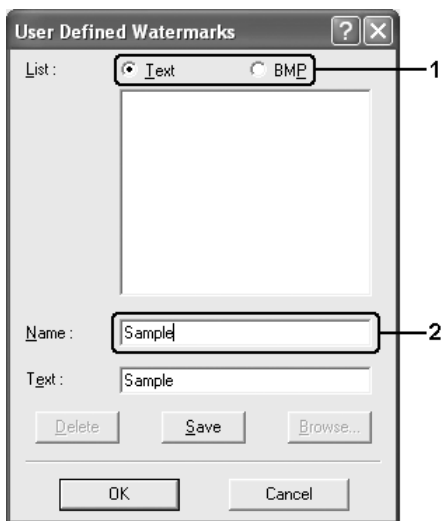 User Defined Watermarks
List : Text BMP 1
Name : Sample 2
Text : Sample
Delete Save Browse...
OK Cancel